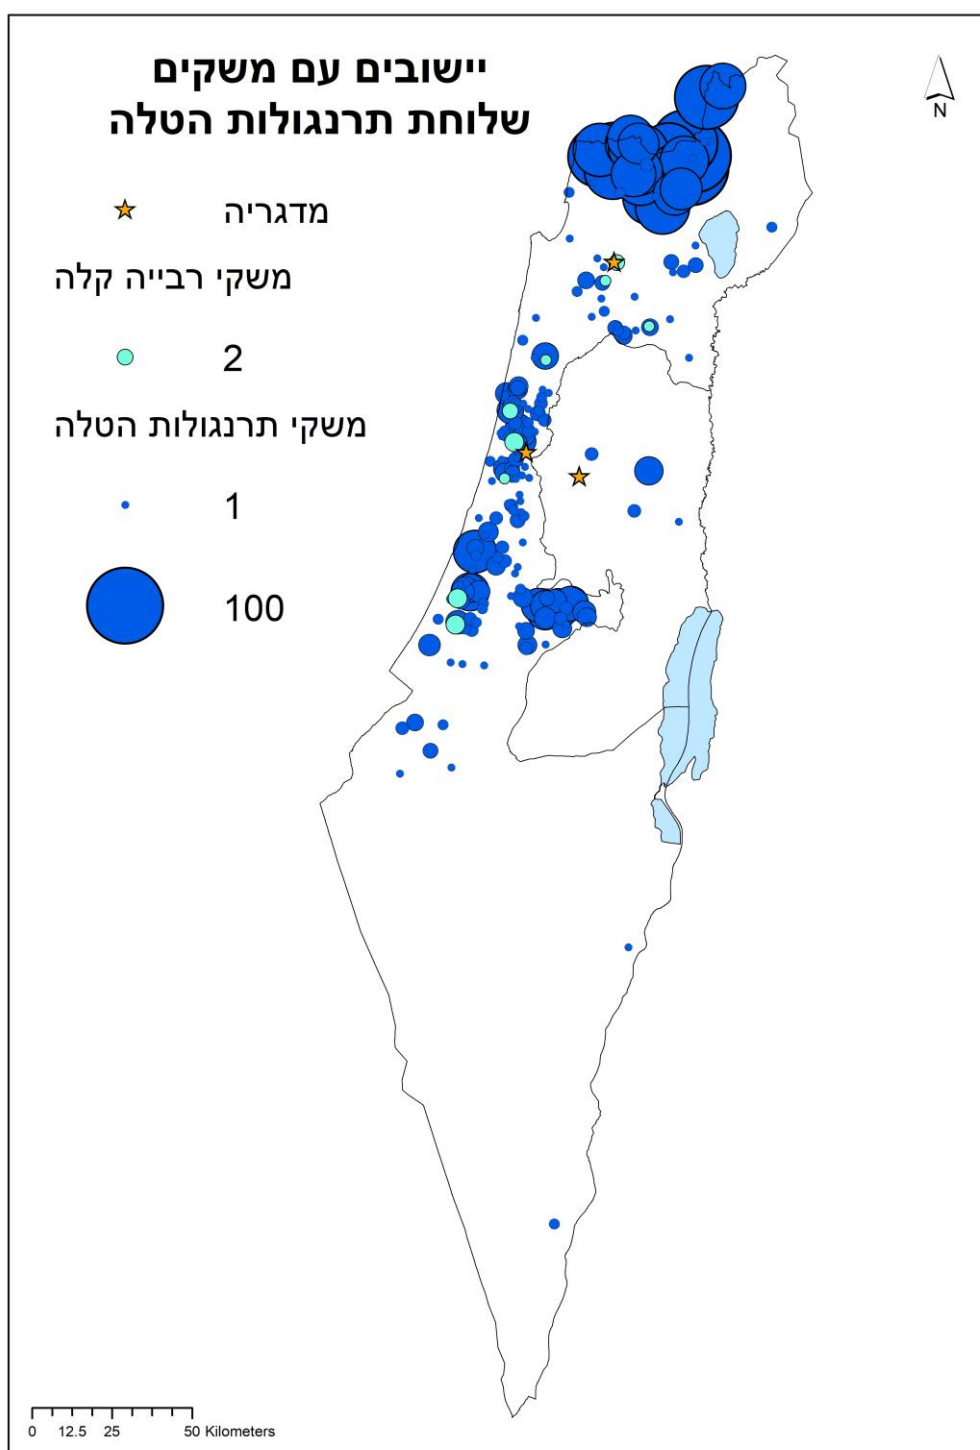 יישובים עם משקים
שלוחת תרנגולות הטלה
N
מדגריה
משקי רבייה קלה
2
משקי תרנגולות הטלה
1
100
0 12.5 25 50 Kilometers